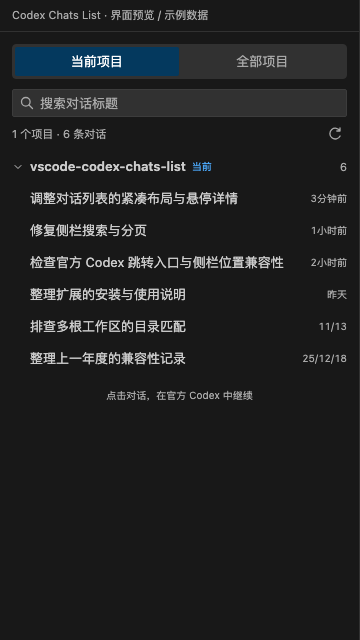 Codex Chats List · 界面预览 / 示例数据
当前项目 全部项目
搜索对话标题
1 个项目 · 6 条对话
vscode-codex-chats-list 当前 6
调整对话列表的紧凑布局与悬停详情 3分钟前
修复侧栏搜索与分页 1小时前
检查官方 Codex 跳转入口与侧栏位置兼容性 2小时前
整理扩展的安装与使用说明 昨天
排查多根工作区的目录匹配 11/13
整理上一年度的兼容性记录 25/12/18
点击对话，在官方 Codex 中继续